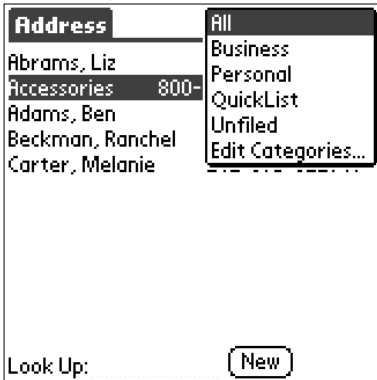 Address
All
Business
Personal
QuickList
Unfiled
Edit Categories...
Abrams, Liz
Accessories 800-
Adams, Ben
Beckman, Ranchel
Carter, Melanie
Look Up:
New